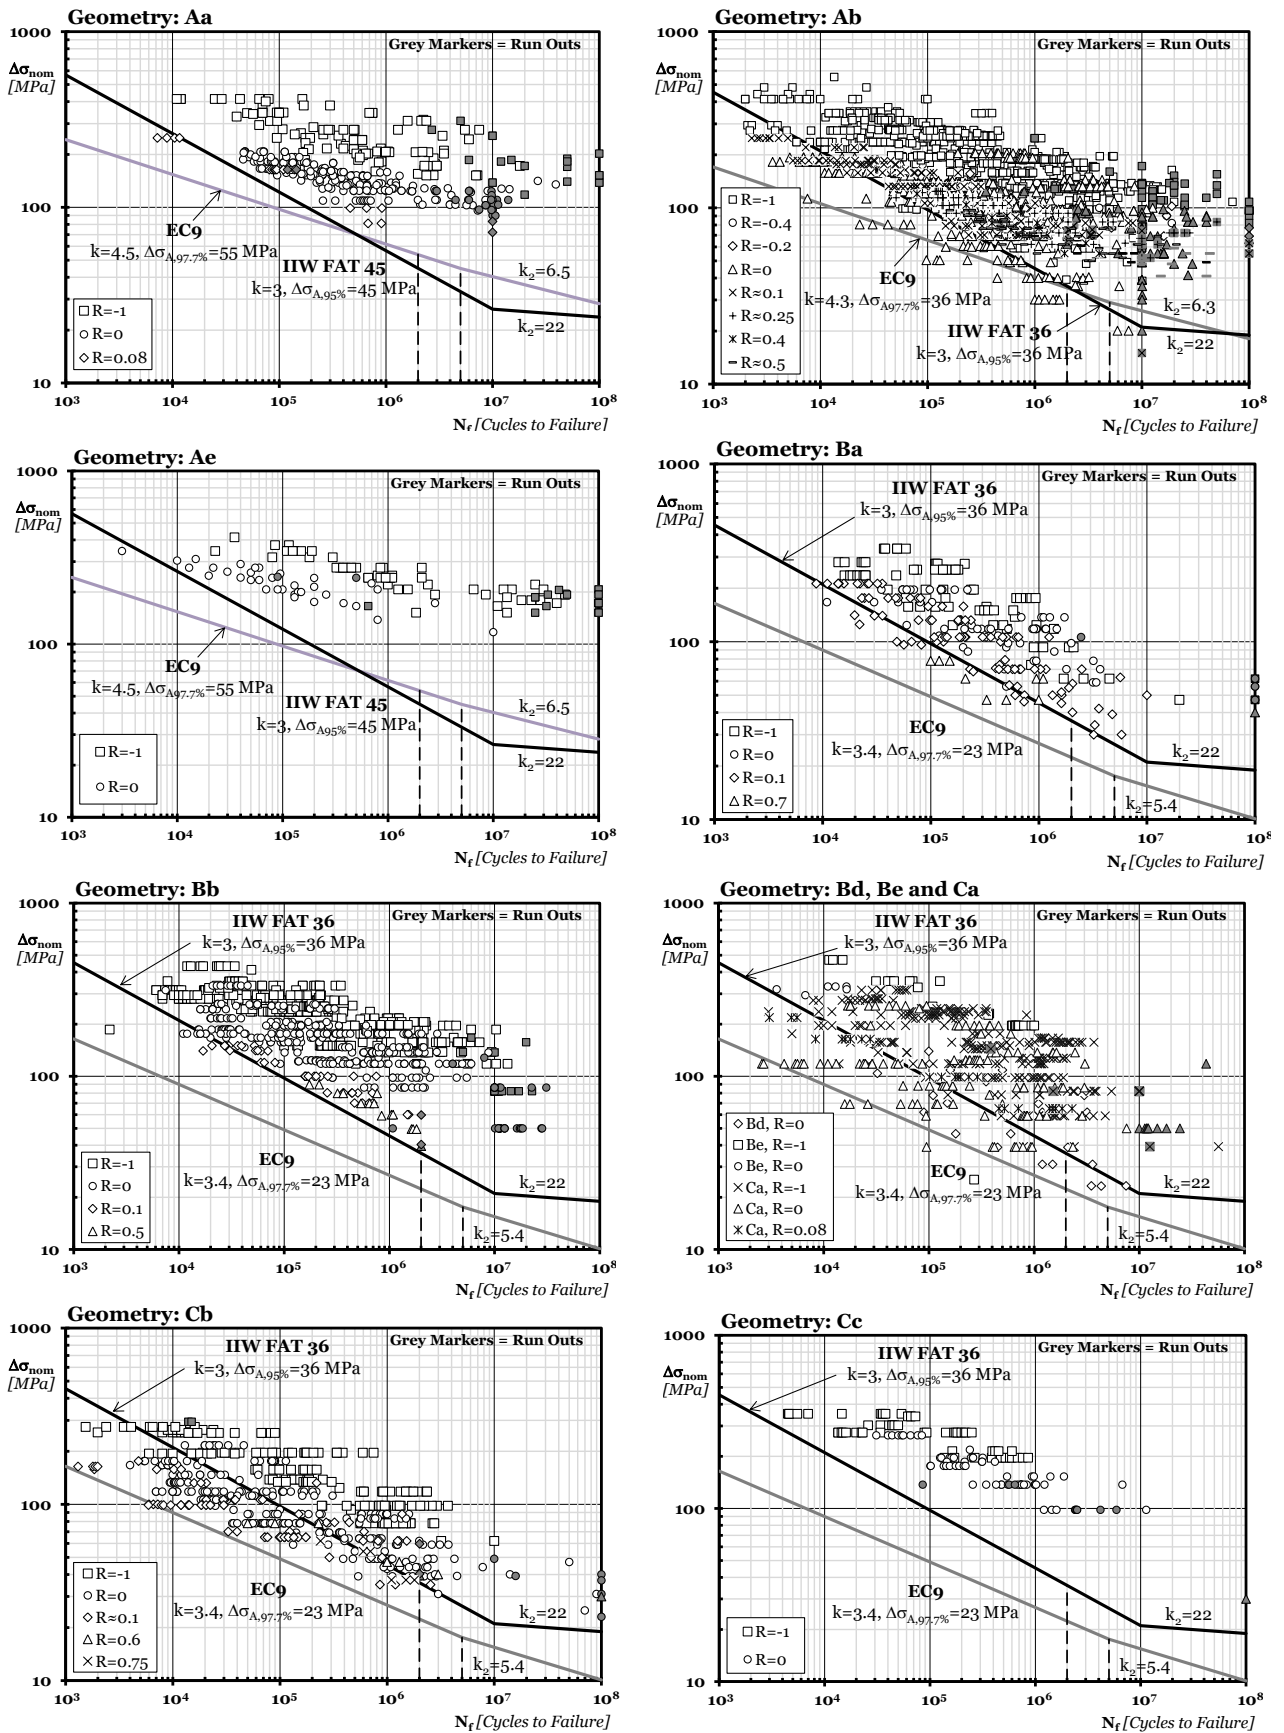 Geometry: Aa
1000
Grey Markers = Run Outs
Δσnom
[MPa]
100
EC9
k=4.5, ΔσA,97.7%=55 MPa
IIW FAT 45
k=3, ΔσA,95%=45 MPa
k2=6.5
k2=22
R=-1
R=0
R=0.08
10
10³ 10⁴ 10⁵ 10⁶ 10⁷ 10⁸
Nf [Cycles to Failure]
Geometry: Ab
1000
Grey Markers = Run Outs
Δσnom
[MPa]
100
R=-1
R=-0.4
R=-0.2
R=0
R≈0.1
R≈0.25
R=0.4
R≈0.5
EC9
k=4.3, ΔσA97.7%=36 MPa
IIW FAT 36
k=3, ΔσA,95%=36 MPa
k2=6.3
k2=22
10
10³ 10⁴ 10⁵ 10⁶ 10⁷ 10⁸
Nf [Cycles to Failure]
Geometry: Ae
1000
Grey Markers = Run Outs
Δσnom
[MPa]
100
EC9
k=4.5, ΔσA97.7%=55 MPa
IIW FAT 45
k=3, ΔσA95%=45 MPa
k2=6.5
k2=22
R=-1
R=0
10
10³ 10⁴ 10⁵ 10⁶ 10⁷ 10⁸
Nf [Cycles to Failure]
Geometry: Ba
1000
Grey Markers = Run Outs
Δσnom
[MPa]
IIW FAT 36
k=3, ΔσA,95%=36 MPa
100
EC9
k=3.4, ΔσA,97.7%=23 MPa
k2=22
k2=5.4
R=-1
R=0
R=0.1
R=0.7
10
10³ 10⁴ 10⁵ 10⁶ 10⁷ 10⁸
Nf [Cycles to Failure]
Geometry: Bb
1000
Grey Markers = Run Outs
Δσnom
[MPa]
IIW FAT 36
k=3, ΔσA,95%=36 MPa
100
EC9
k=3.4, ΔσA,97.7%=23 MPa
k2=22
k2=5.4
R=-1
R=0
R=0.1
R=0.5
10
10³ 10⁴ 10⁵ 10⁶ 10⁷ 10⁸
Nf [Cycles to Failure]
Geometry: Bd, Be and Ca
1000
Grey Markers = Run Outs
Δσnom
[MPa]
IIW FAT 36
k=3, ΔσA,95%=36 MPa
100
Bd, R=0
Be, R=-1
Be, R=0
Ca, R=-1
Ca, R=0
Ca, R=0.08
EC9
k=3.4, ΔσA,97.7%=23 MPa
k2=22
k2=5.4
10
10³ 10⁴ 10⁵ 10⁶ 10⁷ 10⁸
Nf [Cycles to Failure]
Geometry: Cb
1000
Grey Markers = Run Outs
Δσnom
[MPa]
IIW FAT 36
k=3, ΔσA,95%=36 MPa
100
EC9
k=3.4, ΔσA,97.7%=23 MPa
k2=22
k2=5.4
R=-1
R=0
R≈0.1
R=0.6
R=0.75
10
10³ 10⁴ 10⁵ 10⁶ 10⁷ 10⁸
Nf [Cycles to Failure]
Geometry: Cc
1000
Grey Markers = Run Outs
Δσnom
[MPa]
IIW FAT 36
k=3, ΔσA,95%=36 MPa
100
EC9
k=3.4, ΔσA,97.7%=23 MPa
k2=22
k2=5.4
R=-1
R=0
10
10³ 10⁴ 10⁵ 10⁶ 10⁷ 10⁸
Nf [Cycles to Failure]